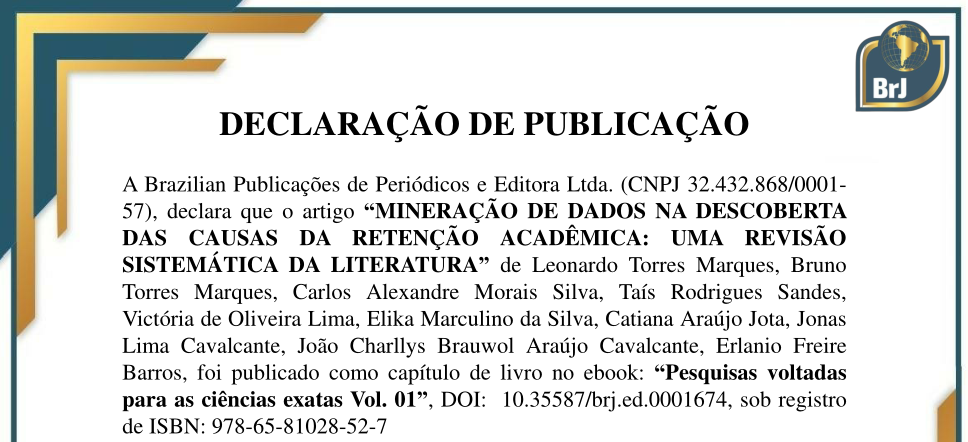 BrJ
DECLARAÇÃO DE PUBLICAÇÃO
A Brazilian Publicações de Periódicos e Editora Ltda. (CNPJ 32.432.868/0001-
57), declara que o artigo “MINERAÇÃO DE DADOS NA DESCOBERTA
DAS CAUSAS DA RETENÇÃO ACADÊMICA: UMA REVISÃO
SISTEMÁTICA DA LITERATURA” de Leonardo Torres Marques, Bruno
Torres Marques, Carlos Alexandre Morais Silva, Taís Rodrigues Sandes,
Victória de Oliveira Lima, Elika Marculino da Silva, Catiana Araújo Jota, Jonas
Lima Cavalcante, João Charllys Brauwol Araújo Cavalcante, Erlanio Freire
Barros, foi publicado como capítulo de livro no ebook: “Pesquisas voltadas
para as ciências exatas Vol. 01”, DOI: 10.35587/brj.ed.0001674, sob registro
de ISBN: 978-65-81028-52-7